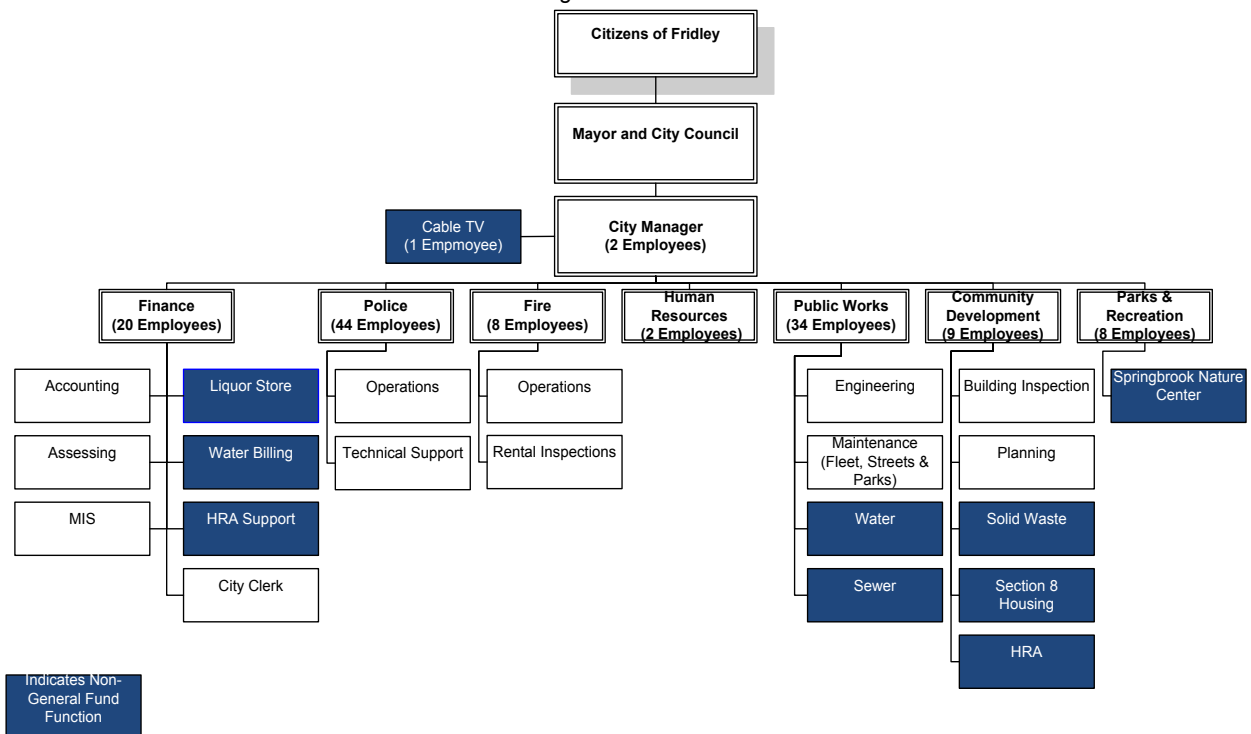 Citizens of Fridley
Mayor and City Council
Cable TV
(1 Empmoyee)
City Manager
(2 Employees)
Finance
(20 Employees)
Police
(44 Employees)
Fire
(8 Employees)
Human
Resources
(2 Employees)
Public Works
(34 Employees)
Community
Development
(9 Employees)
Parks &
Recreation
(8 Employees)
Accounting
Liquor Store
Operations
Operations
Engineering
Building Inspection
Springbrook Nature
Center
Assessing
Water Billing
Technical Support
Rental Inspections
Maintenance
(Fleet, Streets &
Parks)
Planning
MIS
HRA Support
Water
Solid Waste
City Clerk
Sewer
Section 8
Housing
HRA
Indicates Non-
General Fund
Function